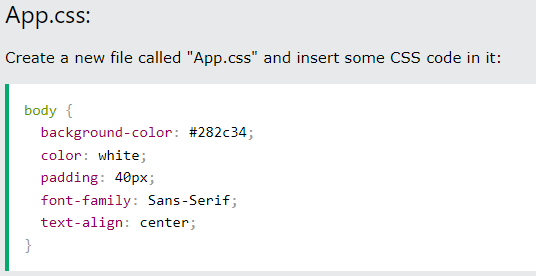 App.css:
Create a new file called "App.css" and insert some CSS code in it:
body {
  background-color: #282c34;
  color: white;
  padding: 40px;
  font-family: Sans-Serif;
  text-align: center;
}